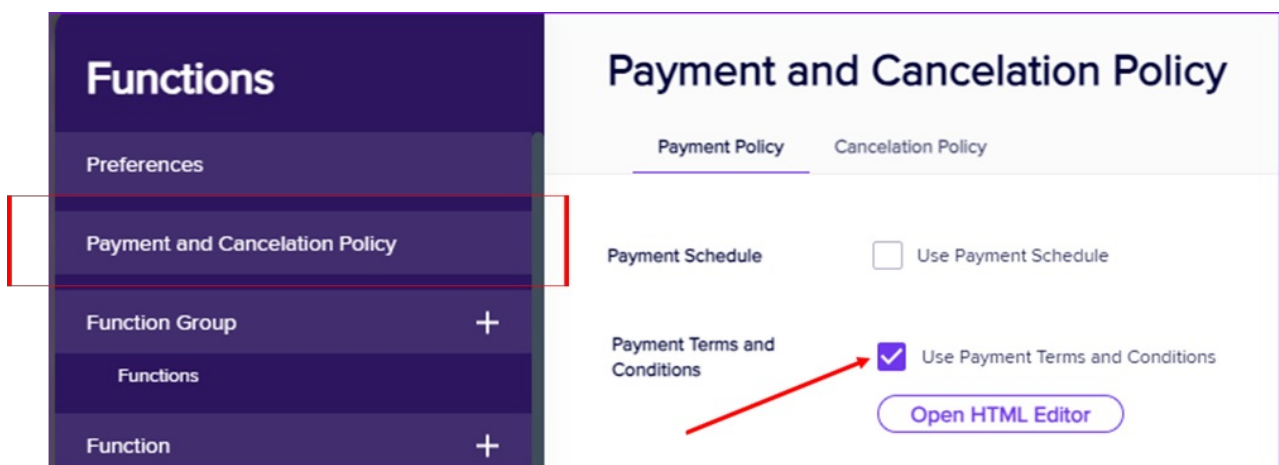 Functions
Preferences
Payment and Cancelation Policy
Function Group +
Functions
Function +
Payment and Cancelation Policy
Payment Policy Cancelation Policy
Payment Schedule Use Payment Schedule
Payment Terms and
Conditions
Use Payment Terms and Conditions
Open HTML Editor